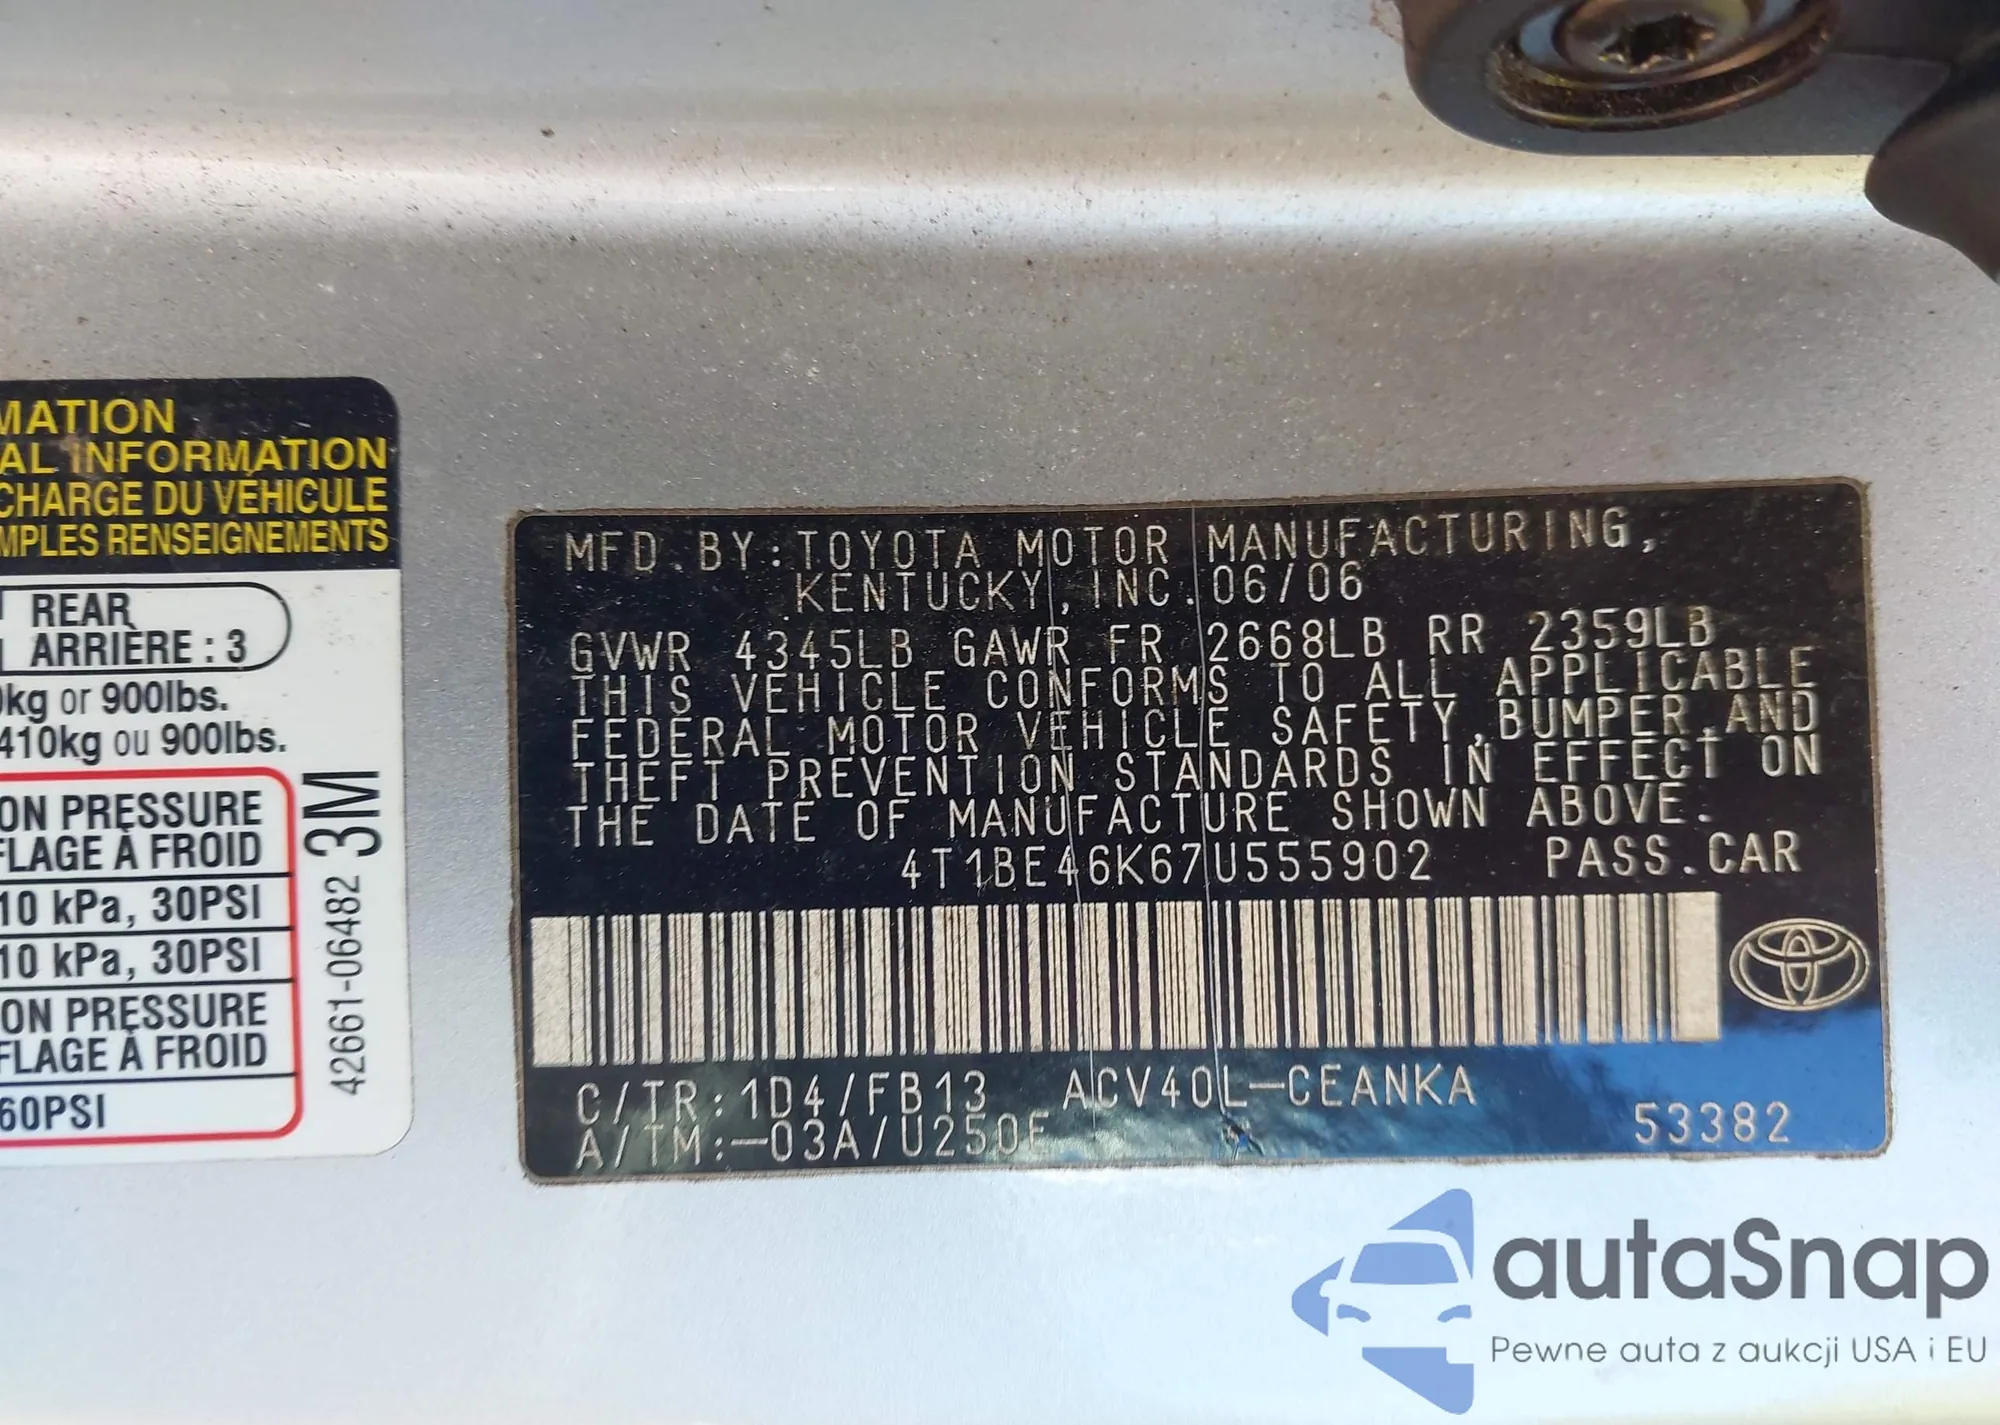 MATION
AL INFORMATION
CHARGE DU VÉHICULE
MPLES RENSEIGNEMENTS
REAR
ARRIÈRE : 3
0kg or 900lbs.
410kg ou 900lbs.
ON PRESSURE
FLAGE À FROID
10 kPa, 30PSI
10 kPa, 30PSI
ON PRESSURE
FLAGE À FROID
60PSI
42661-06482 3M
MFD.BY:TOYOTA MOTOR MANUFACTURING,
KENTUCKY,INC.06/06
GVWR 4345LB GAWR FR 2668LB RR 2359LB
THIS VEHICLE CONFORMS TO ALL APPLICABLE
FEDERAL MOTOR VEHICLE SAFETY,BUMPER,AND
THEFT PREVENTION STANDARDS IN EFFECT ON
THE DATE OF MANUFACTURE SHOWN ABOVE.
4T1BE46K67U555902 PASS.CAR
C/TR:1D4/FB13 ACV40L-CEANKA
A/TM:-03A/U250E 53382
autaSnap
Pewne auta z aukcji USA i EU